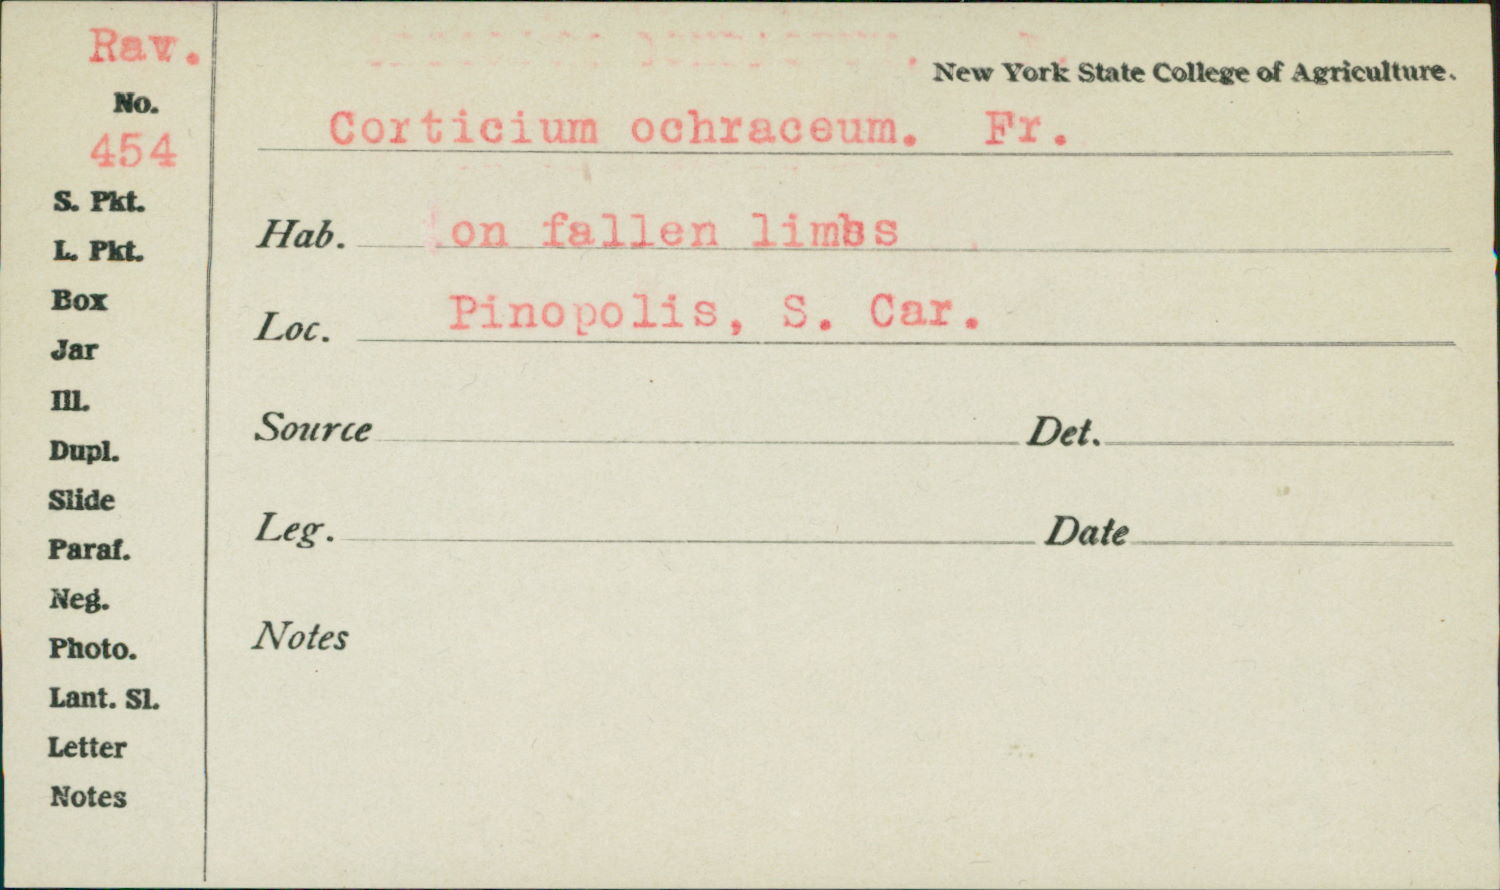 Rav.
No.
454
S. Pkt.
L. Pkt.
Box
Jar
Ill.
Dupl.
Slide
Paraf.
Neg.
Photo.
Lant. Sl.
Letter
Notes
New York State College of Agriculture.
Corticium ochraceum. Fr.
Hab. on fallen limbs
Loc. Pinopolis, S. Car.
Source Det.
Leg. Date
Notes